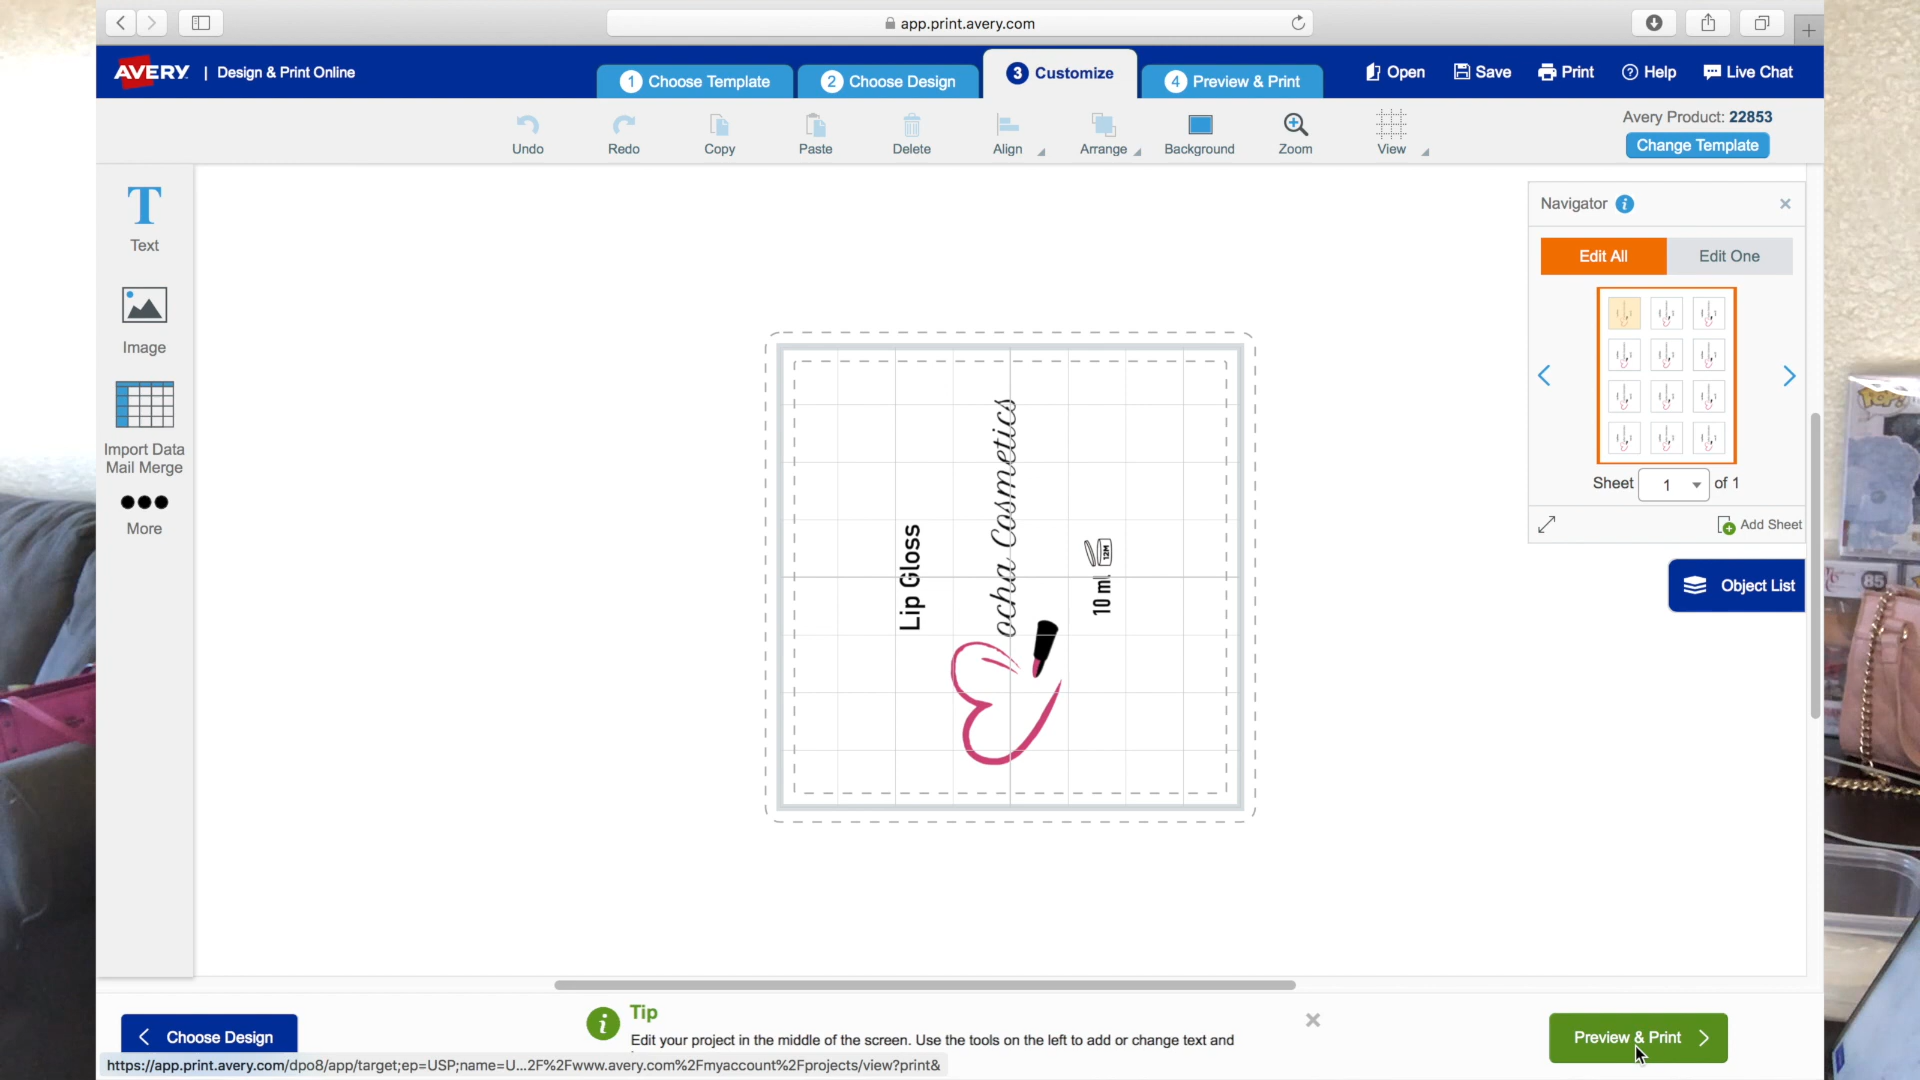 app.print.avery.com
AVERY | Design & Print Online
1 Choose Template
2 Choose Design
3 Customize
4 Preview & Print
Open
Save
Print
Help
Live Chat
Undo
Redo
Copy
Paste
Delete
Align
Arrange
Background
Zoom
View
Avery Product: 22853
Change Template
Text
Image
Import Data
Mail Merge
More
Navigator
Edit All
Edit One
Sheet 1 of 1
Add Sheet
Object List
Lip Gloss
ocha Cosmetics
10 ml.
12M
POP!
85
Tip
Edit your project in the middle of the screen. Use the tools on the left to add or change text and
Choose Design
Preview & Print
https://app.print.avery.com/dpo8/app/target;ep=USP;name=U...2F%2Fwww.avery.com%2Fmyaccount%2Fprojects/view?print&